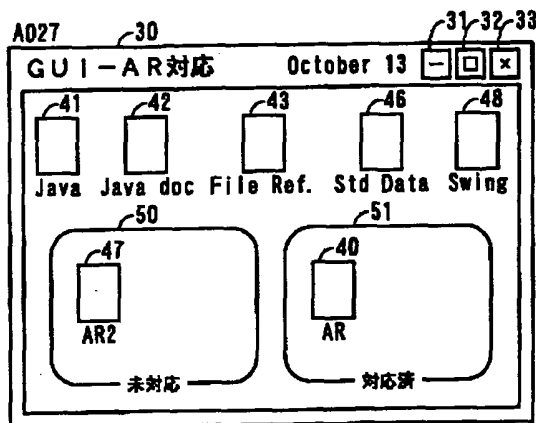 A027
30
31 32 33
GUI-AR対応 October 13 − □ ×
41 42 43 46 48
Java Java doc File Ref. Std Data Swing
50 51
47 40
AR2 AR
未対応 対応済